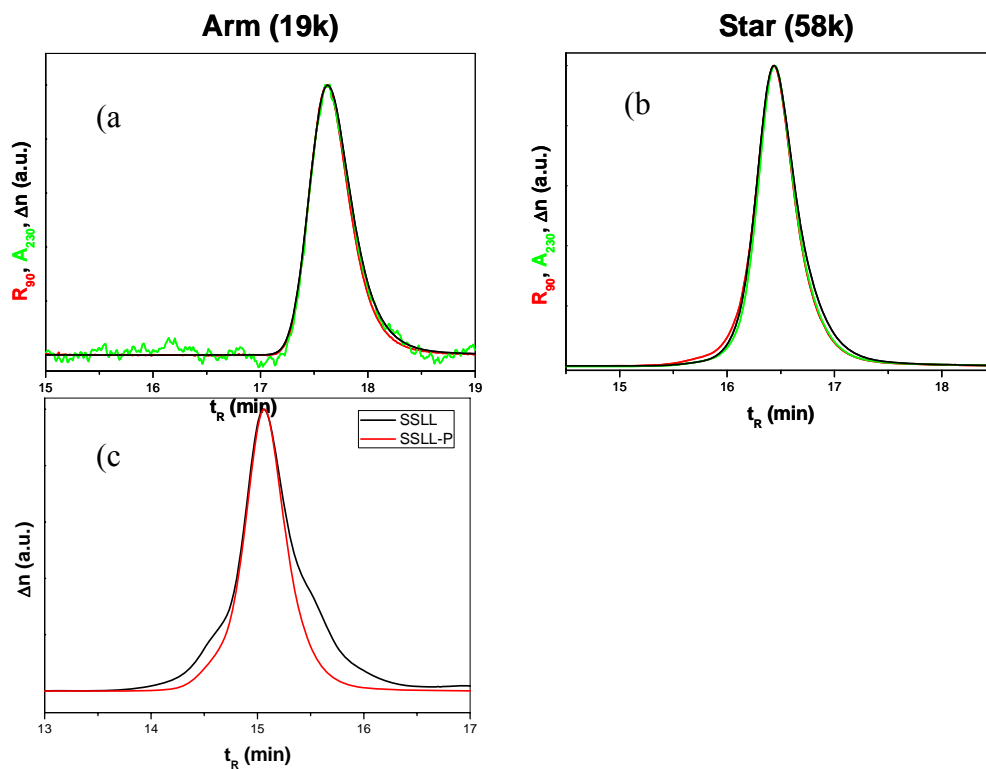 Arm (19k)
Star (58k)
(a
R90, A230, Δn (a.u.)
15 16 17 18 19
tR (min)
(b
R90, A230, Δn (a.u.)
15 16 17 18
tR (min)
(c
SSLL
SSLL-P
Δn (a.u.)
13 14 15 16 17
tR (min)